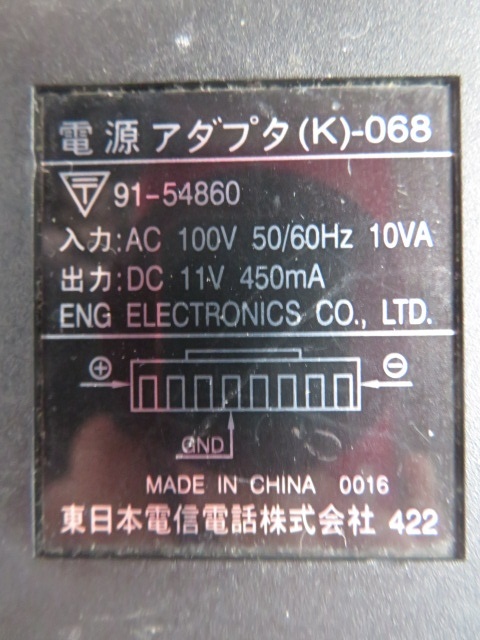 電源アダプタ(K)-068
〒 91-54860
入力:AC 100V 50/60Hz 10VA
出力:DC 11V 450mA
ENG ELECTRONICS CO., LTD.
⊕ ⊖
GND
MADE IN CHINA 0016
東日本電信電話株式会社 422